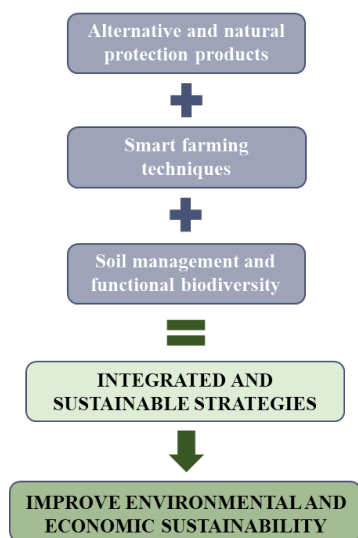 Alternative and natural
protection products
Smart farming
techniques
Soil management and
functional biodiversity
INTEGRATED AND
SUSTAINABLE STRATEGIES
IMPROVE ENVIRONMENTAL AND
ECONOMIC SUSTAINABILITY